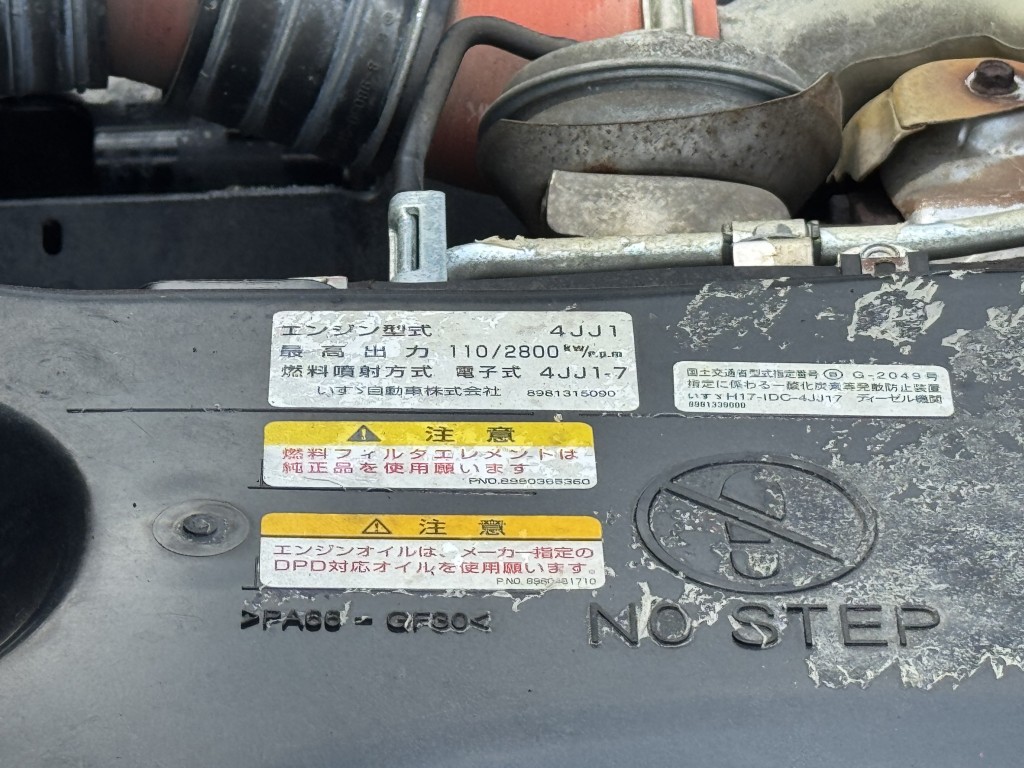 エンジン型式 4JJ1
最高出力 110/2800 kW/r.p.m
燃料噴射方式 電子式 4JJ1-7
いすゞ自動車株式会社 8981315090
国土交通省型式指定番号 G-2049号
指定に係わる一酸化炭素等発散防止装置
いすゞH17-IDC-4JJ17 ディーゼル機関
8981339000
注意
燃料フィルタエレメントは
純正品を使用願います
PNO.8980365360
注意
エンジンオイルは、メーカー指定の
DPD対応オイルを使用願います。
P NO.
>PA66-GF30<
NO STEP